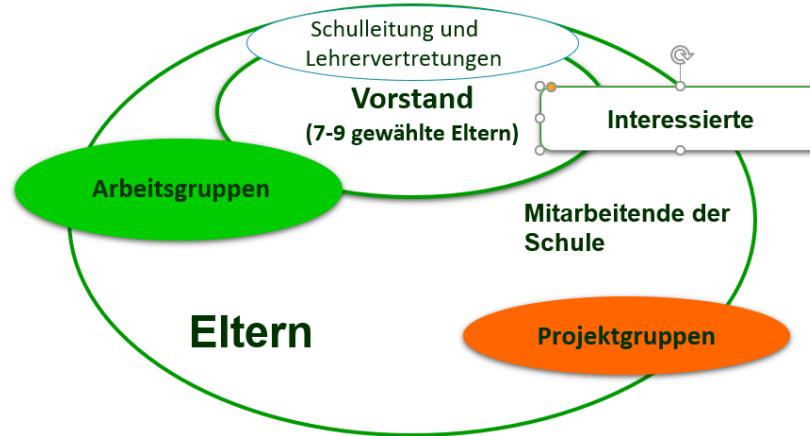 Schulleitung und
Lehrervertretungen
Vorstand
(7-9 gewählte Eltern)
Interessierte
Arbeitsgruppen
Mitarbeitende der
Schule
Eltern
Projektgruppen